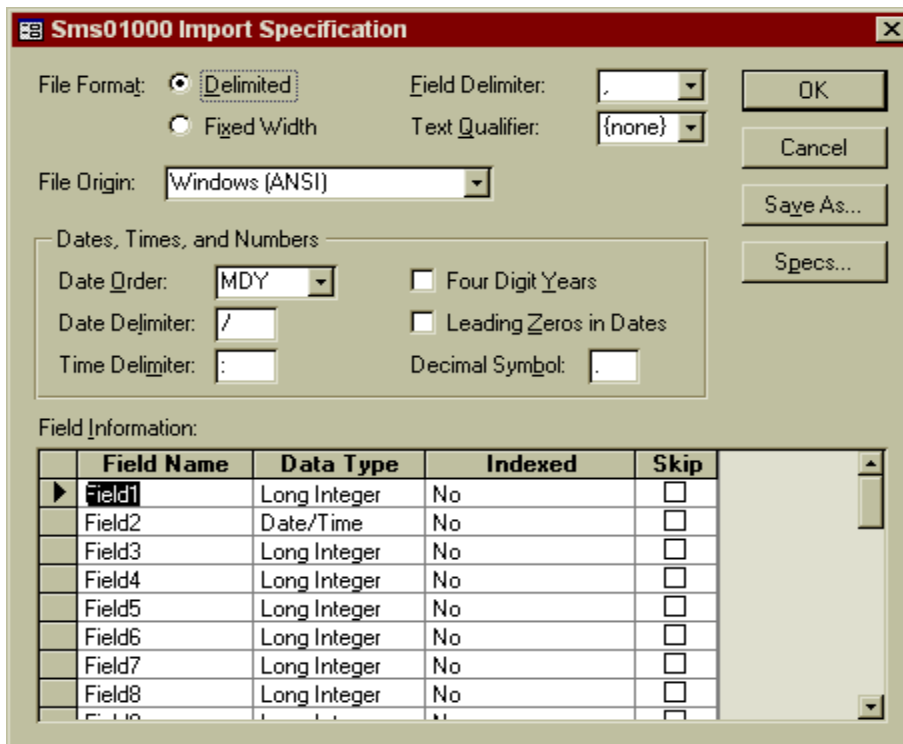 Sms01000 Import Specification
File Format: Delimited Field Delimiter: , OK
Fixed Width Text Qualifier: {none}
Cancel
File Origin: Windows (ANSI)
Save As...
Dates, Times, and Numbers
Specs...
Date Order: MDY Four Digit Years
Date Delimiter: / Leading Zeros in Dates
Time Delimiter: : Decimal Symbol: .
Field Information:
Field Name Data Type Indexed Skip
Field1 Long Integer No
Field2 Date/Time No
Field3 Long Integer No
Field4 Long Integer No
Field5 Long Integer No
Field6 Long Integer No
Field7 Long Integer No
Field8 Long Integer No